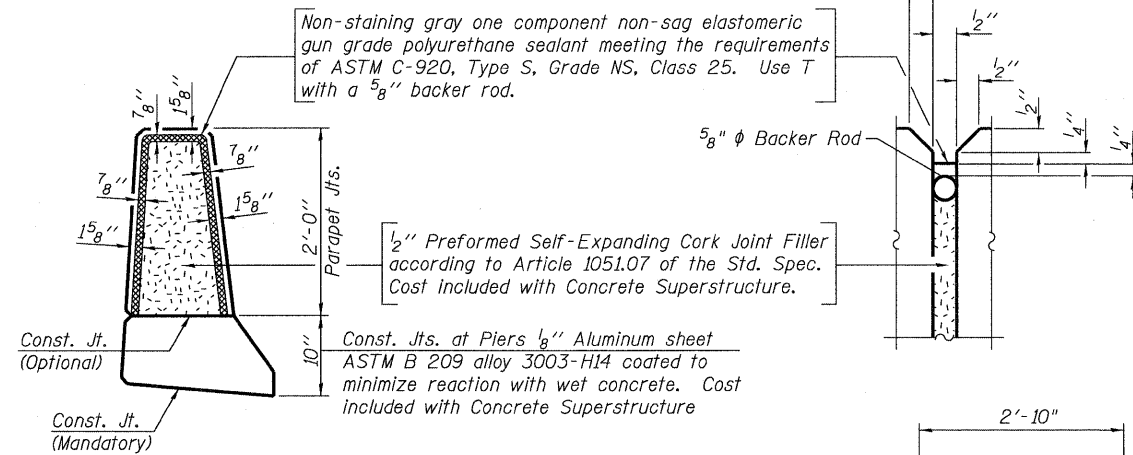 Non-staining gray one component non-sag elastomeric
gun grade polyurethane sealant meeting the requirements
of ASTM C-920, Type S, Grade NS, Class 25. Use T
with a 5/8" backer rod.
1/2"
1/2"
1/2"
1/4"
1/4"
5/8" φ Backer Rod
7/8"
1 5/8"
7/8"
7/8"
1 5/8"
1 5/8"
2'-0"
Parapet Jts.
1/2" Preformed Self-Expanding Cork Joint Filler
according to Article 1051.07 of the Std. Spec.
Cost included with Concrete Superstructure.
Const. Jt.
(Optional)
10"
Const. Jts. at Piers 1/8" Aluminum sheet
ASTM B 209 alloy 3003-H14 coated to
minimize reaction with wet concrete. Cost
included with Concrete Superstructure
Const. Jt.
(Mandatory)
2'-10"